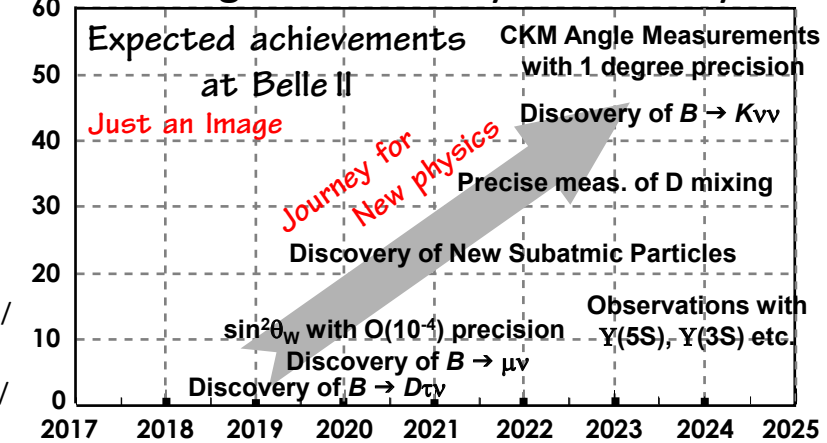 60
50
40
30
20
10
0
Expected achievements
at Belle II
Just an Image
Journey for
New physics
CKM Angle Measurements
with 1 degree precision
Discovery of B → Kνν
Precise meas. of D mixing
Discovery of New Subatmic Particles
Observations with
ϒ(5S), ϒ(3S) etc.
sin²θ_W with O(10⁻⁴) precision
Discovery of B → μν
Discovery of B → Dτν
2017 2018 2019 2020 2021 2022 2023 2024 2025